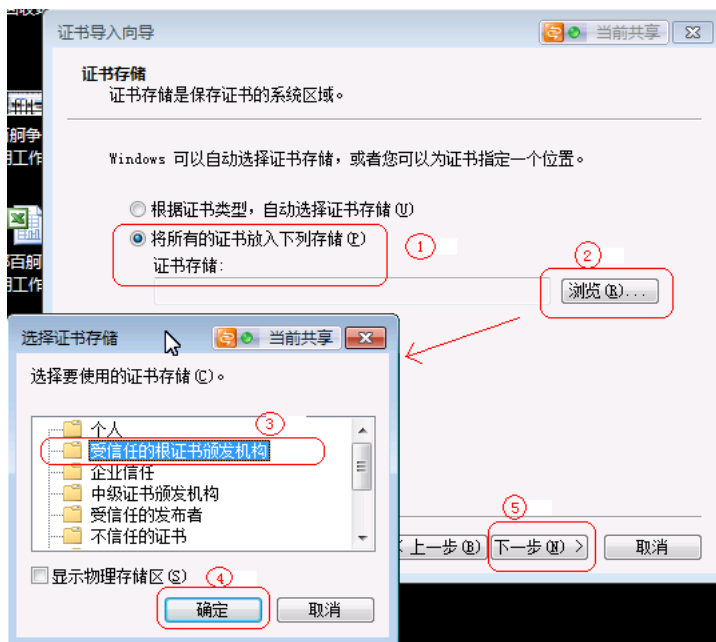 证书导入向导
当前共享
证书存储
证书存储是保存证书的系统区域。
Windows 可以自动选择证书存储，或者您可以为证书指定一个位置。
根据证书类型，自动选择证书存储(U)
将所有的证书放入下列存储(P)
1
证书存储:
2
浏览(R)...
选择证书存储
当前共享
选择要使用的证书存储(C)。
3
个人
受信任的根证书颁发机构
企业信任
中级证书颁发机构
受信任的发布者
不信任的证书
显示物理存储区(S)
4
确定
取消
5
< 上一步(B)
下一步(N) >
取消